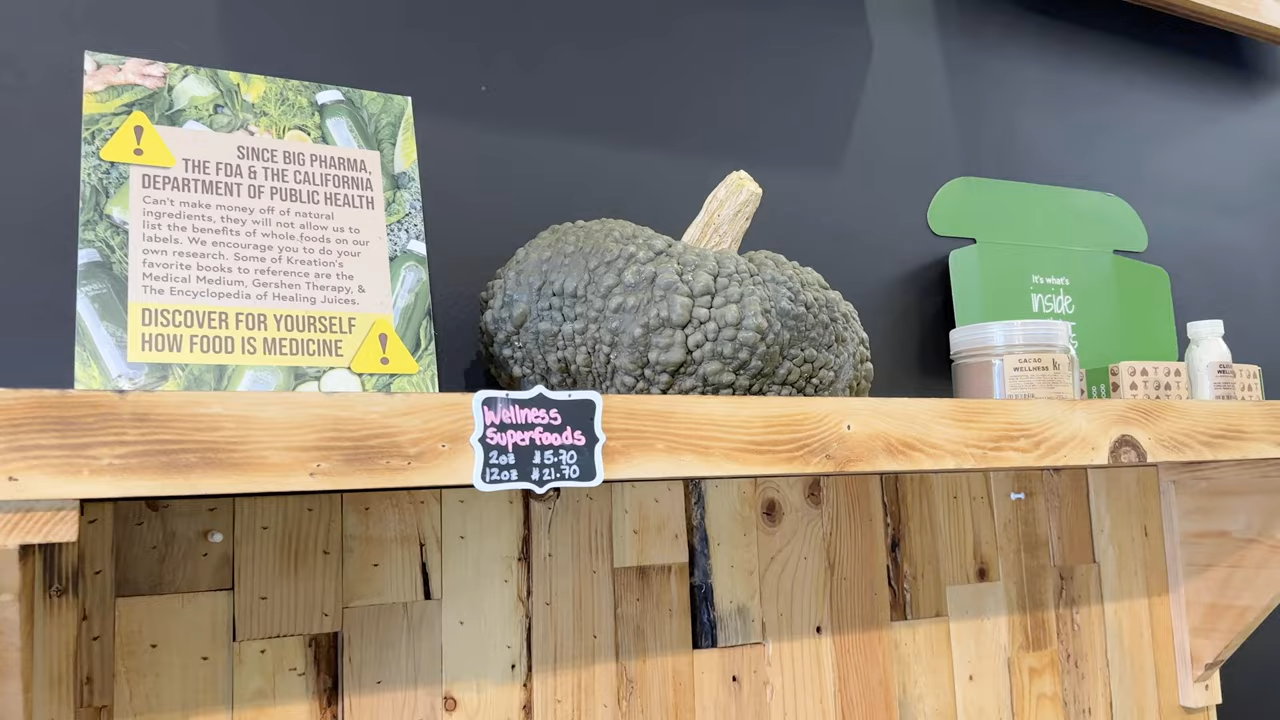 SINCE BIG PHARMA,
THE FDA & THE CALIFORNIA
DEPARTMENT OF PUBLIC HEALTH
Can't make money off of natural
ingredients, they will not allow us to
list the benefits of whole foods on our
labels. We encourage you to do your
own research. Some of Kreation's
favorite books to reference are the
Medical Medium, Gershen Therapy, &
The Encyclopedia of Healing Juices.
DISCOVER FOR YOURSELF
HOW FOOD IS MEDICINE
Wellness
Superfoods
2oz $5.70
12oz $21.70
It's what's
inside
CACAO
WELLNESS
kr